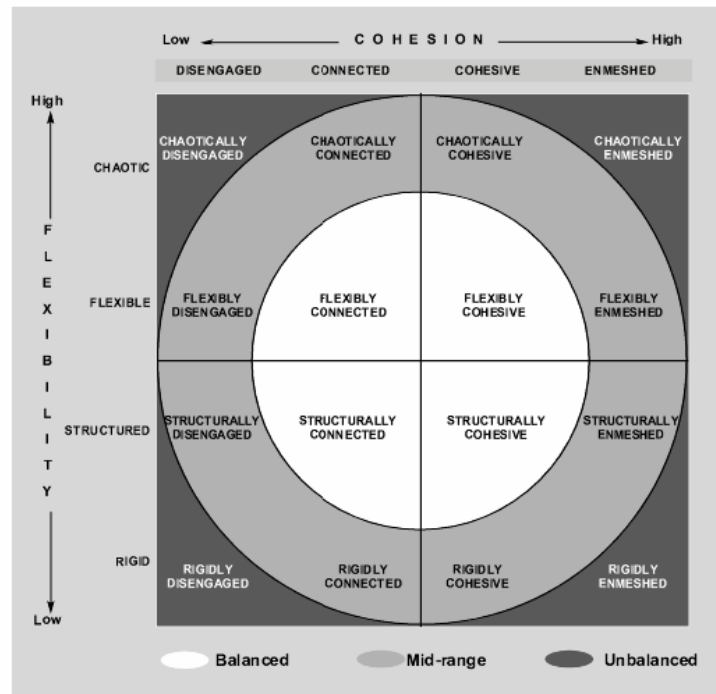 Low COHESION High
DISENGAGED CONNECTED COHESIVE ENMESHED
High
FLEXIBILITY
Low
CHAOTIC
CHAOTICALLY DISENGAGED
CHAOTICALLY CONNECTED
CHAOTICALLY COHESIVE
CHAOTICALLY ENMESHED
FLEXIBLE
FLEXIBLY DISENGAGED
FLEXIBLY CONNECTED
FLEXIBLY COHESIVE
FLEXIBLY ENMESHED
STRUCTURED
STRUCTURALLY DISENGAGED
STRUCTURALLY CONNECTED
STRUCTURALLY COHESIVE
STRUCTURALLY ENMESHED
RIGID
RIGIDLY DISENGAGED
RIGIDLY CONNECTED
RIGIDLY COHESIVE
RIGIDLY ENMESHED
Balanced Mid-range Unbalanced